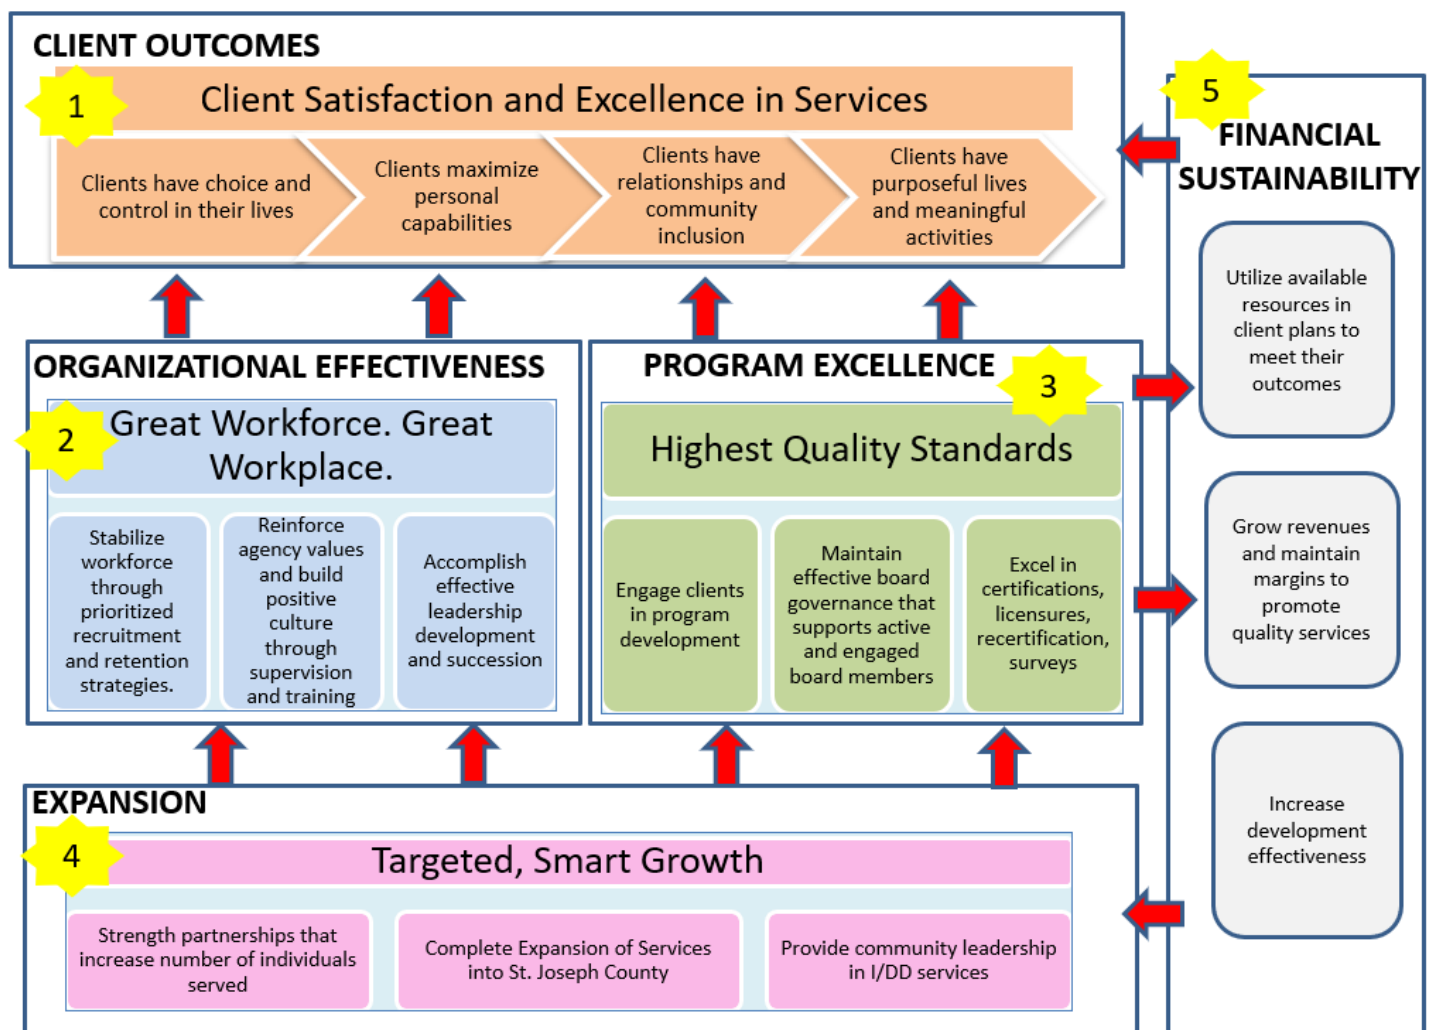 CLIENT OUTCOMES
1
Client Satisfaction and Excellence in Services
Clients have choice and
control in their lives
Clients maximize
personal
capabilities
Clients have
relationships and
community
inclusion
Clients have
purposeful lives
and meaningful
activities
ORGANIZATIONAL EFFECTIVENESS
2
Great Workforce. Great
Workplace.
Stabilize
workforce
through
prioritized
recruitment
and retention
strategies.
Reinforce
agency values
and build
positive
culture
through
supervision
and training
Accomplish
effective
leadership
development
and succession
PROGRAM EXCELLENCE
3
Highest Quality Standards
Engage clients
in program
development
Maintain
effective board
governance that
supports active
and engaged
board members
Excel in
certifications,
licensures,
recertification,
surveys
EXPANSION
4
Targeted, Smart Growth
Strength partnerships that
increase number of individuals
served
Complete Expansion of Services
into St. Joseph County
Provide community leadership
in I/DD services
5
FINANCIAL
SUSTAINABILITY
Utilize available
resources in
client plans to
meet their
outcomes
Grow revenues
and maintain
margins to
promote
quality services
Increase
development
effectiveness